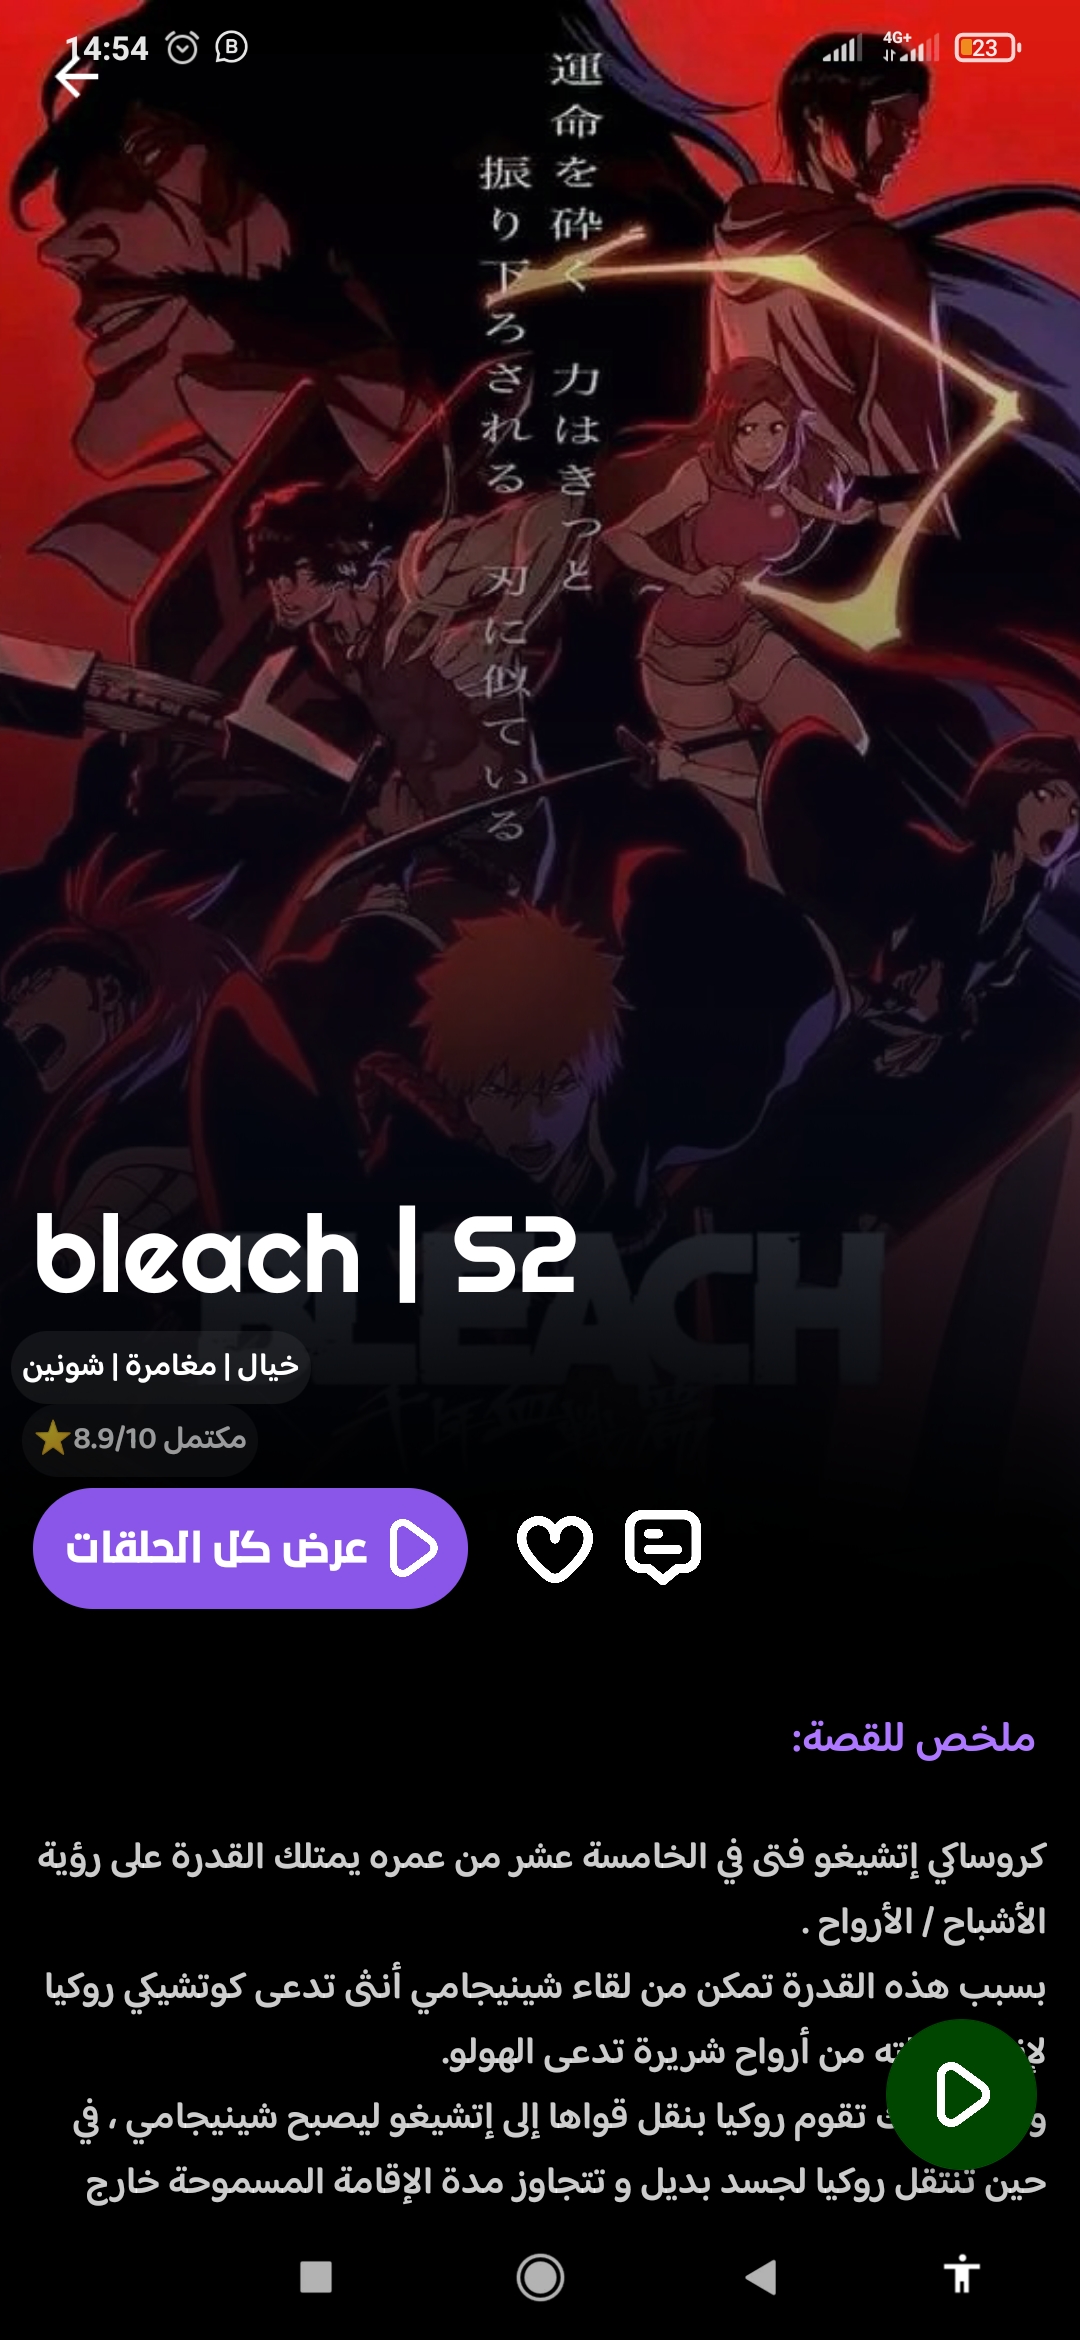 14:54
4G+
23
運命を砕く 力はきっと
振り下ろされる 刃に似ている
bleach | S2
BLEACH
خيال | مغامرة | شونين
مكتمل 8.9/10
عرض كل الحلقات
ملخص للقصة:
كروساكي إتشيغو فتى في الخامسة عشر من عمره يمتلك القدرة على رؤية
الأشباح / الأرواح .
بسبب هذه القدرة تمكن من لقاء شينيجامي أنثى تدعى كوتشيكي روكيا
من أرواح شريرة تدعى الهولو.
تقوم روكيا بنقل قواها إلى إتشيغو ليصبح شينيجامي ، في
حين تنتقل روكيا لجسد بديل و تتجاوز مدة الإقامة المسموحة خارج